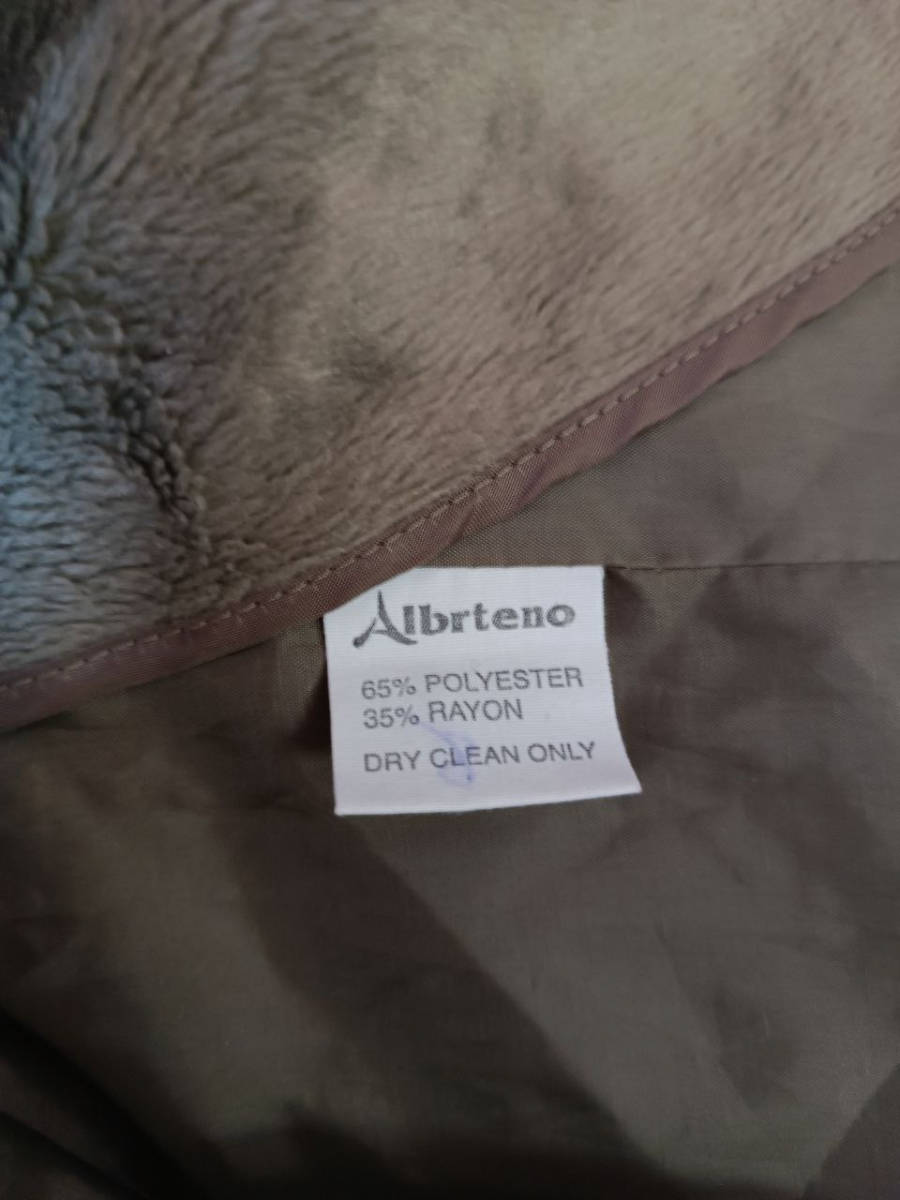 Albrteno
65% POLYESTER
35% RAYON
DRY CLEAN ONLY